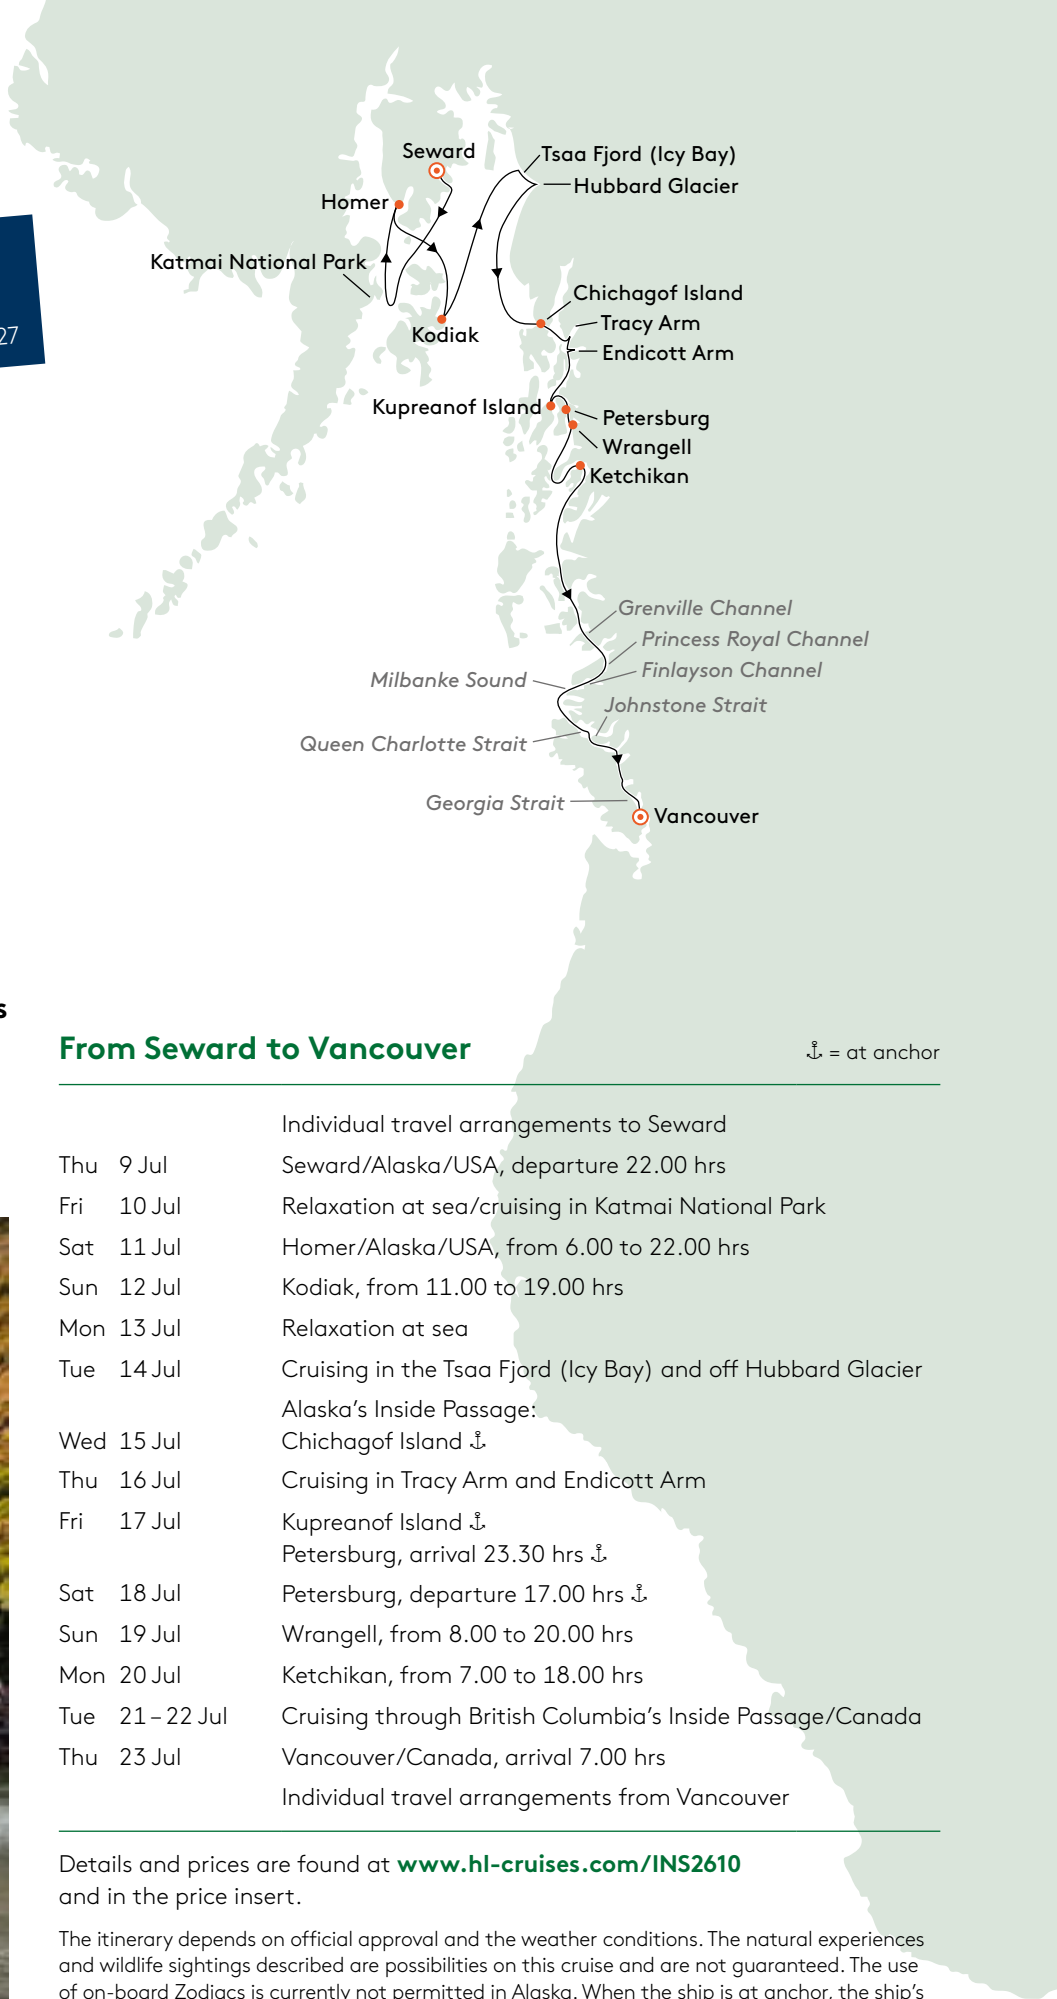 Seward
Tsaa Fjord (Icy Bay)
Hubbard Glacier
Homer
Katmai National Park
Kodiak
Chichagof Island
Tracy Arm
Endicott Arm
Kupreanof Island
Petersburg
Wrangell
Ketchikan
27
Grenville Channel
Princess Royal Channel
Finlayson Channel
Milbanke Sound
Johnstone Strait
Queen Charlotte Strait
Georgia Strait
Vancouver
s
From Seward to Vancouver
⚓ = at anchor
Individual travel arrangements to Seward
Thu 9 Jul Seward/Alaska/USA, departure 22.00 hrs
Fri 10 Jul Relaxation at sea/cruising in Katmai National Park
Sat 11 Jul Homer/Alaska/USA, from 6.00 to 22.00 hrs
Sun 12 Jul Kodiak, from 11.00 to 19.00 hrs
Mon 13 Jul Relaxation at sea
Tue 14 Jul Cruising in the Tsaa Fjord (Icy Bay) and off Hubbard Glacier
Alaska’s Inside Passage:
Wed 15 Jul Chichagof Island ⚓
Thu 16 Jul Cruising in Tracy Arm and Endicott Arm
Fri 17 Jul Kupreanof Island ⚓
Petersburg, arrival 23.30 hrs ⚓
Sat 18 Jul Petersburg, departure 17.00 hrs ⚓
Sun 19 Jul Wrangell, from 8.00 to 20.00 hrs
Mon 20 Jul Ketchikan, from 7.00 to 18.00 hrs
Tue 21 – 22 Jul Cruising through British Columbia’s Inside Passage/Canada
Thu 23 Jul Vancouver/Canada, arrival 7.00 hrs
Individual travel arrangements from Vancouver
Details and prices are found at www.hl-cruises.com/INS2610
and in the price insert.
The itinerary depends on official approval and the weather conditions. The natural experiences
and wildlife sightings described are possibilities on this cruise and are not guaranteed. The use
of on-board Zodiacs is currently not permitted in Alaska. When the ship is at anchor, the ship’s